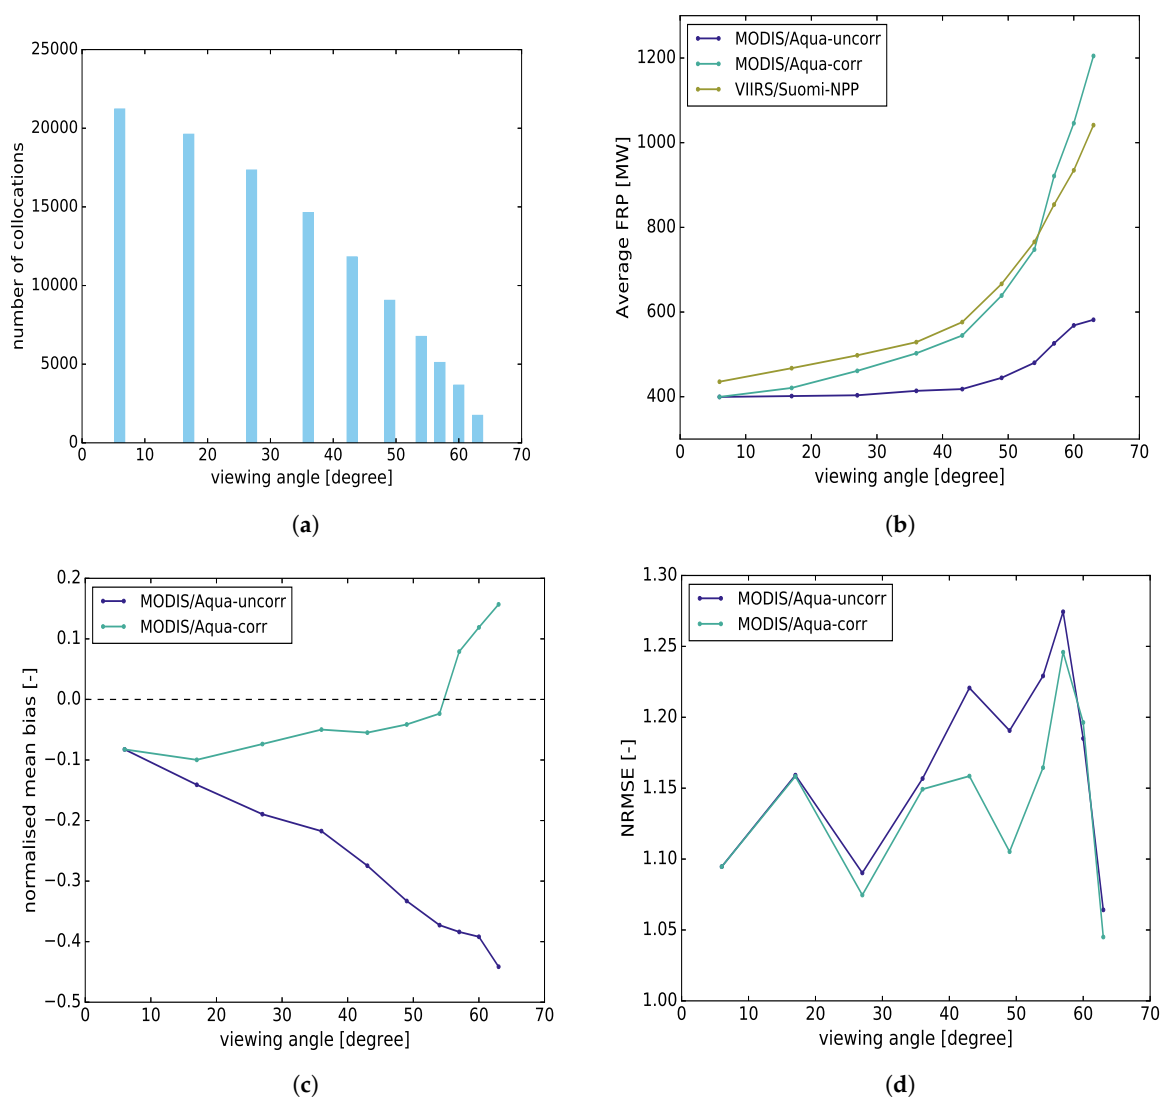 25000
20000
15000
10000
5000
0
number of collocations
0 10 20 30 40 50 60 70
viewing angle [degree]
(a)
MODIS/Aqua-uncorr
MODIS/Aqua-corr
VIIRS/Suomi-NPP
1200
1000
800
600
400
Average FRP [MW]
0 10 20 30 40 50 60 70
viewing angle [degree]
(b)
MODIS/Aqua-uncorr
MODIS/Aqua-corr
0.2
0.1
0.0
−0.1
−0.2
−0.3
−0.4
−0.5
normalised mean bias [-]
0 10 20 30 40 50 60 70
viewing angle [degree]
(c)
MODIS/Aqua-uncorr
MODIS/Aqua-corr
1.30
1.25
1.20
1.15
1.10
1.05
1.00
NRMSE [-]
0 10 20 30 40 50 60 70
viewing angle [degree]
(d)